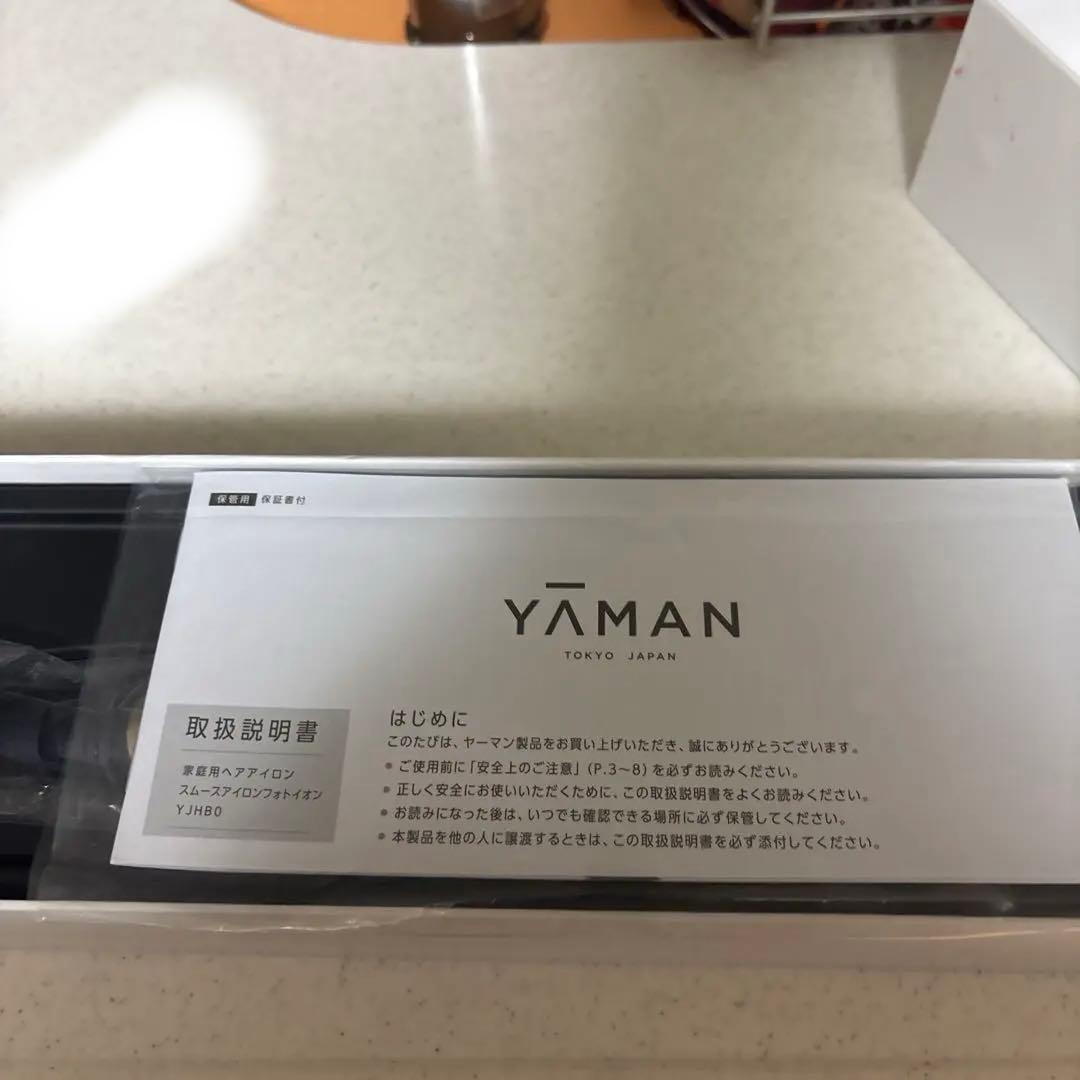 保管用 保証書付
YAMAN
TOKYO JAPAN
取扱説明書
家庭用ヘアアイロン
スムースアイロンフォトイオン
YJHB0
はじめに
このたびは、ヤーマン製品をお買い上げいただき、誠にありがとうございます。
● ご使用前に「安全上のご注意」(P.3〜8)を必ずお読みください。
● 正しく安全にお使いいただくために、この取扱説明書をよくお読みください。
● お読みになった後は、いつでも確認できる場所に必ず保管してください。
● 本製品を他の人に譲渡するときは、この取扱説明書を必ず添付してください。